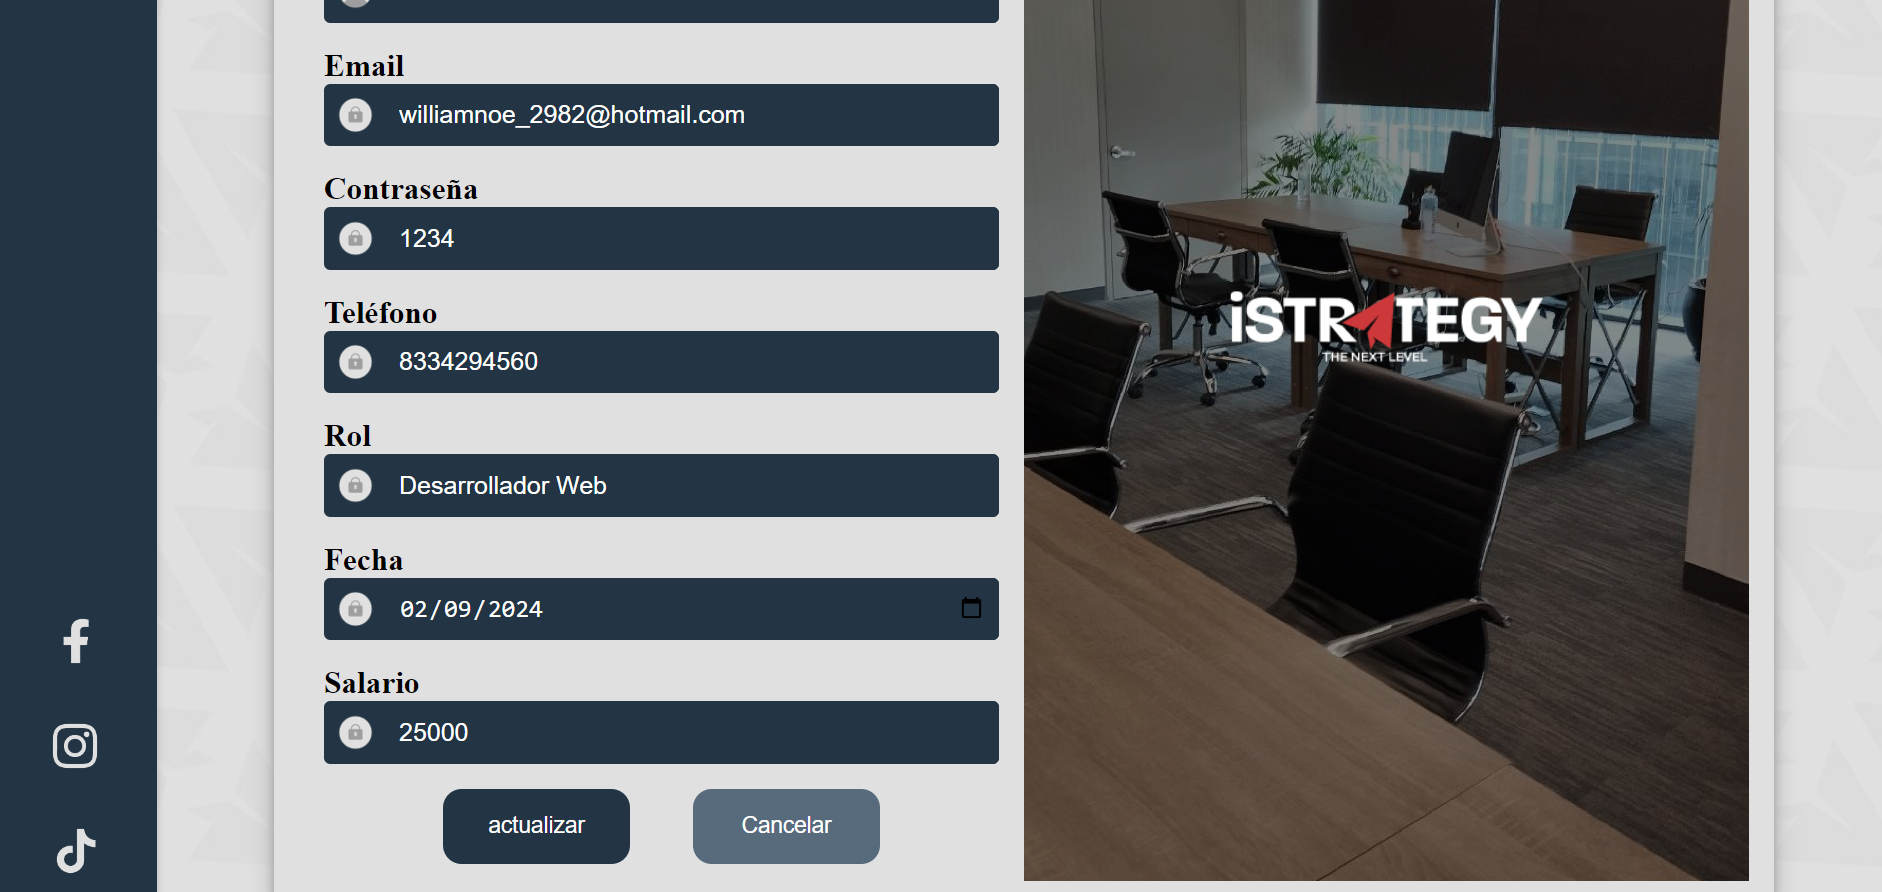 Email
williamnoe_2982@hotmail.com
Contraseña
1234
Teléfono
8334294560
Rol
Desarrollador Web
Fecha
02/09/2024
Salario
25000
actualizar
Cancelar
iSTRATEGY
THE NEXT LEVEL